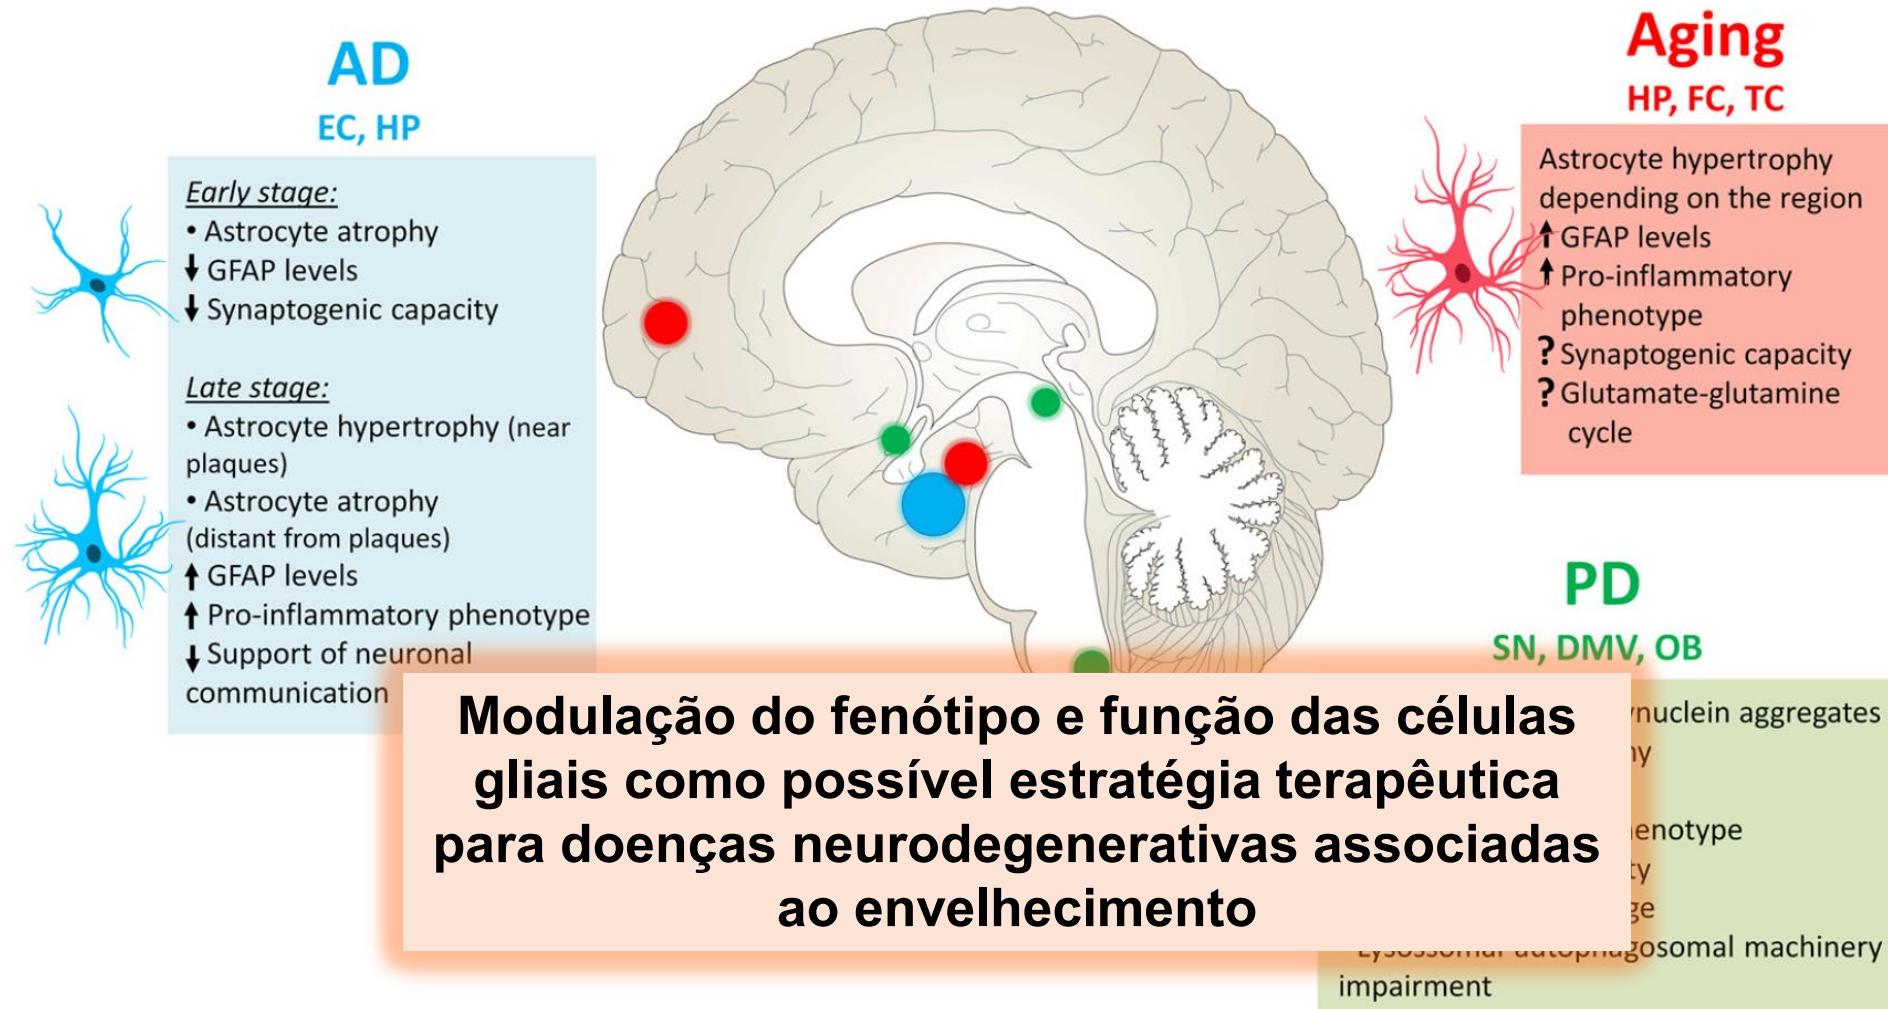 AD
EC, HP
Early stage:
• Astrocyte atrophy
↓ GFAP levels
↓ Synaptogenic capacity
Late stage:
• Astrocyte hypertrophy (near
plaques)
• Astrocyte atrophy
(distant from plaques)
↑ GFAP levels
↑ Pro-inflammatory phenotype
↓ Support of neuronal
communication
Aging
HP, FC, TC
Astrocyte hypertrophy
depending on the region
↑ GFAP levels
↑ Pro-inflammatory
phenotype
? Synaptogenic capacity
? Glutamate-glutamine
cycle
PD
SN, DMV, OB
aggregates
machinery
impairment
Modulação do fenótipo e função das células
gliais como possível estratégia terapêutica
para doenças neurodegenerativas associadas
ao envelhecimento